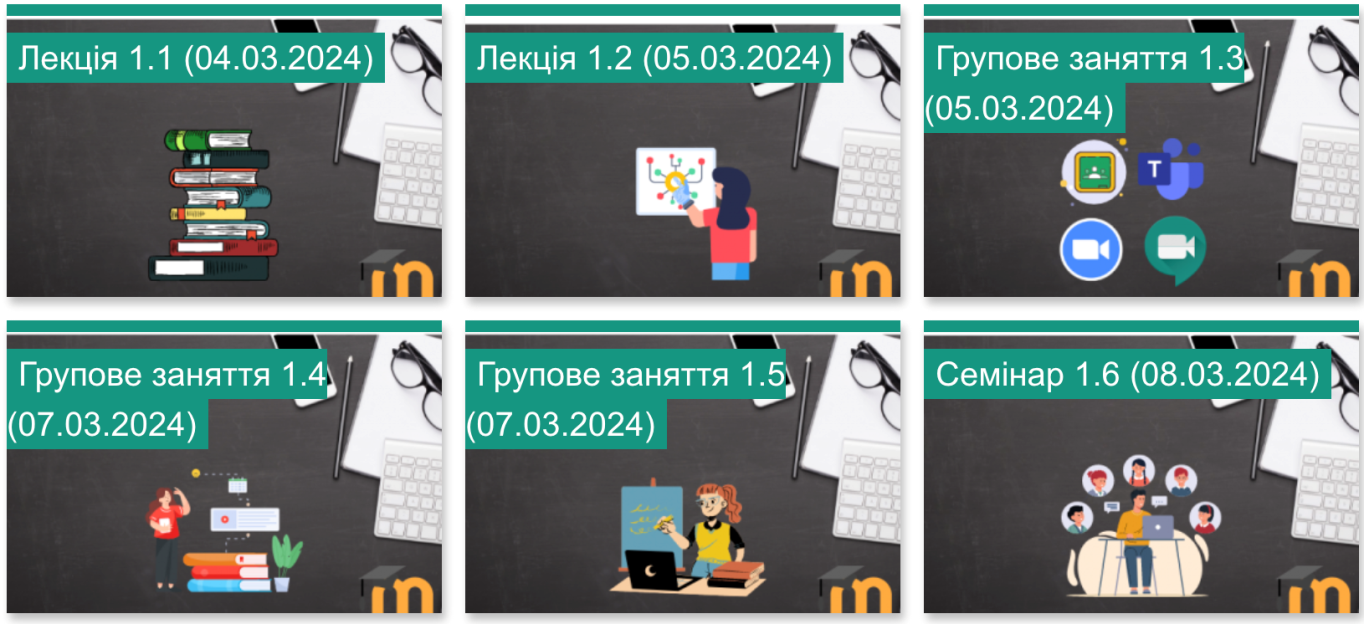 Лекція 1.1 (04.03.2024)
Лекція 1.2 (05.03.2024)
Групове заняття 1.3
(05.03.2024)
T
Групове заняття 1.4
(07.03.2024)
Групове заняття 1.5
(07.03.2024)
Семінар 1.6 (08.03.2024)